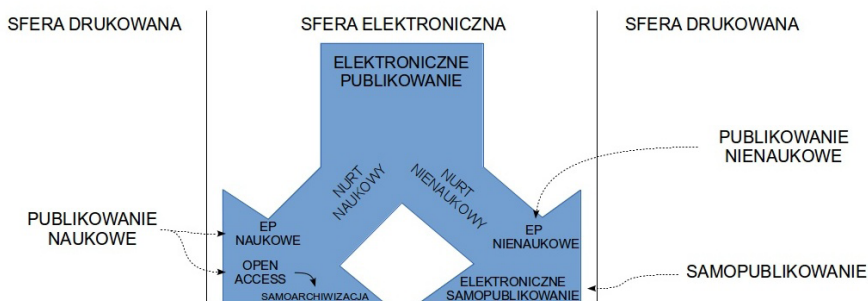 SFERA DRUKOWANA
SFERA ELEKTRONICZNA
SFERA DRUKOWANA
ELEKTRONICZNE
PUBLIKOWANIE
NURT
NAUKOWY
NURT
NIENAUKOWY
PUBLIKOWANIE
NIENAUKOWE
PUBLIKOWANIE
NAUKOWE
EP
NAUKOWE
EP
NIENAUKOWE
OPEN
ACCESS
SAMOARCHIWIZACJA
ELEKTRONICZNE
SAMOPUBLIKOWANIE
SAMOPUBLIKOWANIE